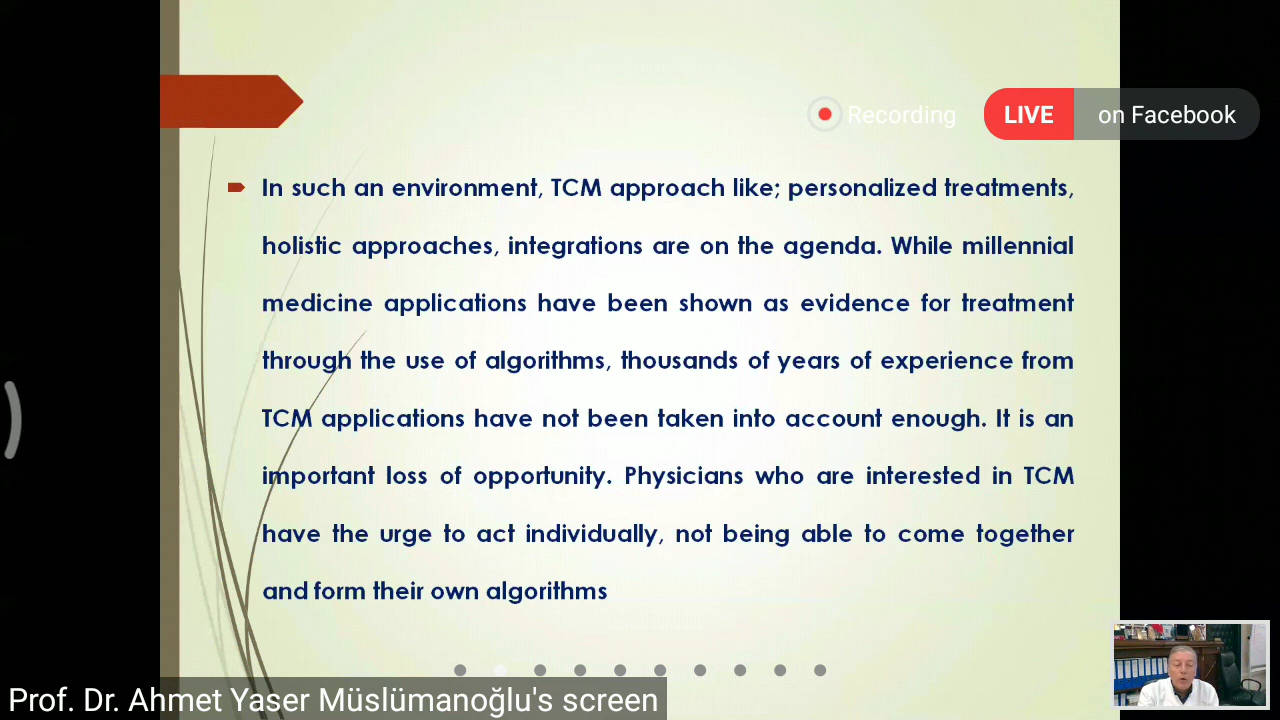 Recording
LIVE on Facebook
In such an environment, TCM approach like; personalized treatments,
holistic approaches, integrations are on the agenda. While millennial
medicine applications have been shown as evidence for treatment
through the use of algorithms, thousands of years of experience from
TCM applications have not been taken into account enough. It is an
important loss of opportunity. Physicians who are interested in TCM
have the urge to act individually, not being able to come together
and form their own algorithms
Prof. Dr. Ahmet Yaser Müslümanoğlu's screen